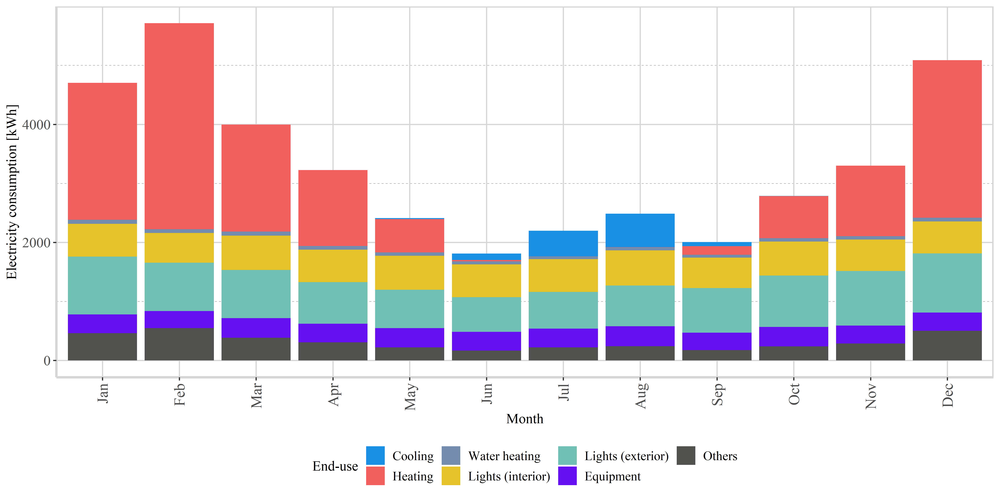 Electricity consumption [kWh]
4000
2000
0
Jan Feb Mar Apr May Jun Jul Aug Sep Oct Nov Dec
Month
End-use
Cooling Water heating Lights (exterior) Others
Heating Lights (interior) Equipment